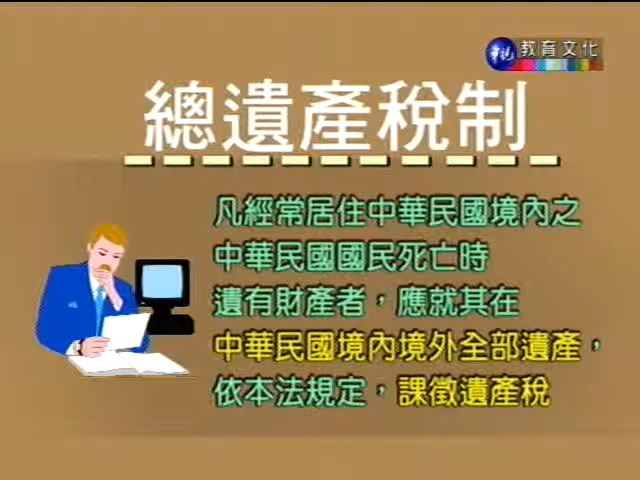 華視 教育文化
總遺產稅制
凡經常居住中華民國境內之
中華民國國民死亡時
遺有財產者，應就其在
中華民國境內境外全部遺產，
依本法規定，課徵遺產稅